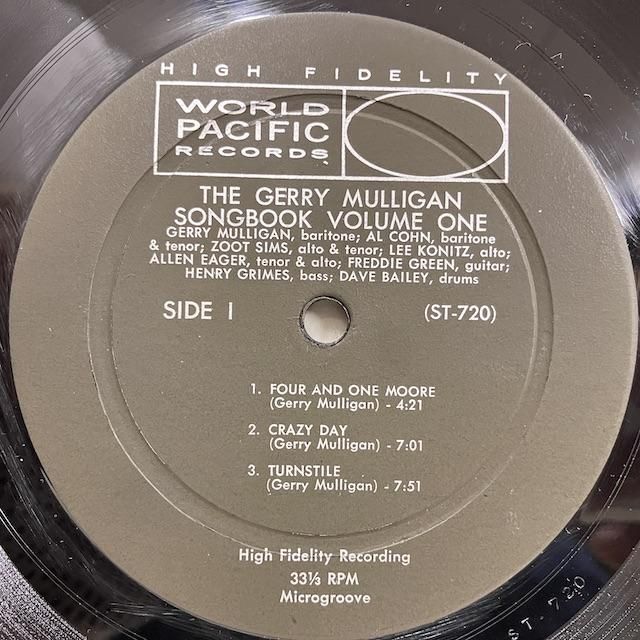 HIGH FIDELITY
WORLD
PACIFIC
RECORDS
THE GERRY MULLIGAN
SONGBOOK VOLUME ONE
GERRY MULLIGAN, baritone; AL COHN, baritone
& tenor; ZOOT SIMS, alto & tenor; LEE KONITZ, alto;
ALLEN EAGER, tenor & alto; FREDDIE GREEN, guitar;
HENRY GRIMES, bass; DAVE BAILEY, drums
SIDE 1 (ST-720)
1. FOUR AND ONE MOORE
(Gerry Mulligan) - 4:21
2. CRAZY DAY
(Gerry Mulligan) - 7:01
3. TURNSTILE
(Gerry Mulligan) - 7:51
High Fidelity Recording
33⅓ RPM
Microgroove
ST-720